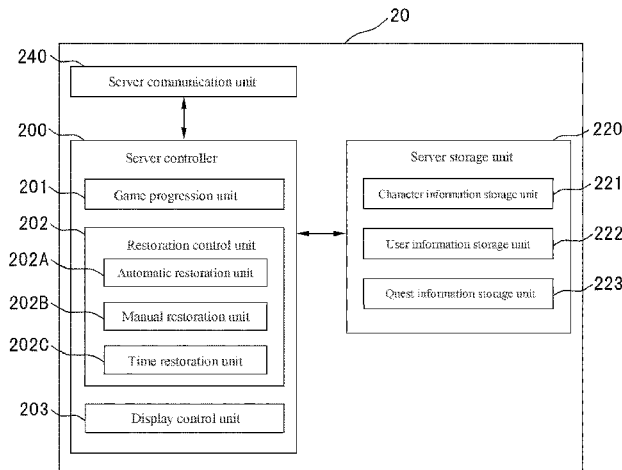 20
240
Server communication unit
200
Server controller
201
Game progression unit
202
Restoration control unit
202A
Automatic restoration unit
202B
Manual restoration unit
202C
Time restoration unit
203
Display control unit
220
Server storage unit
Character information storage unit
221
User information storage unit
222
Quest information storage unit
223